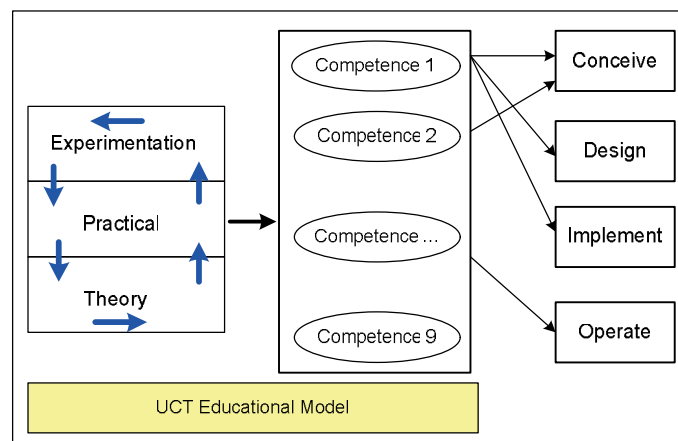 Experimentation
Practical
Theory
Competence 1
Competence 2
Competence ...
Competence 9
Conceive
Design
Implement
Operate
UCT Educational Model